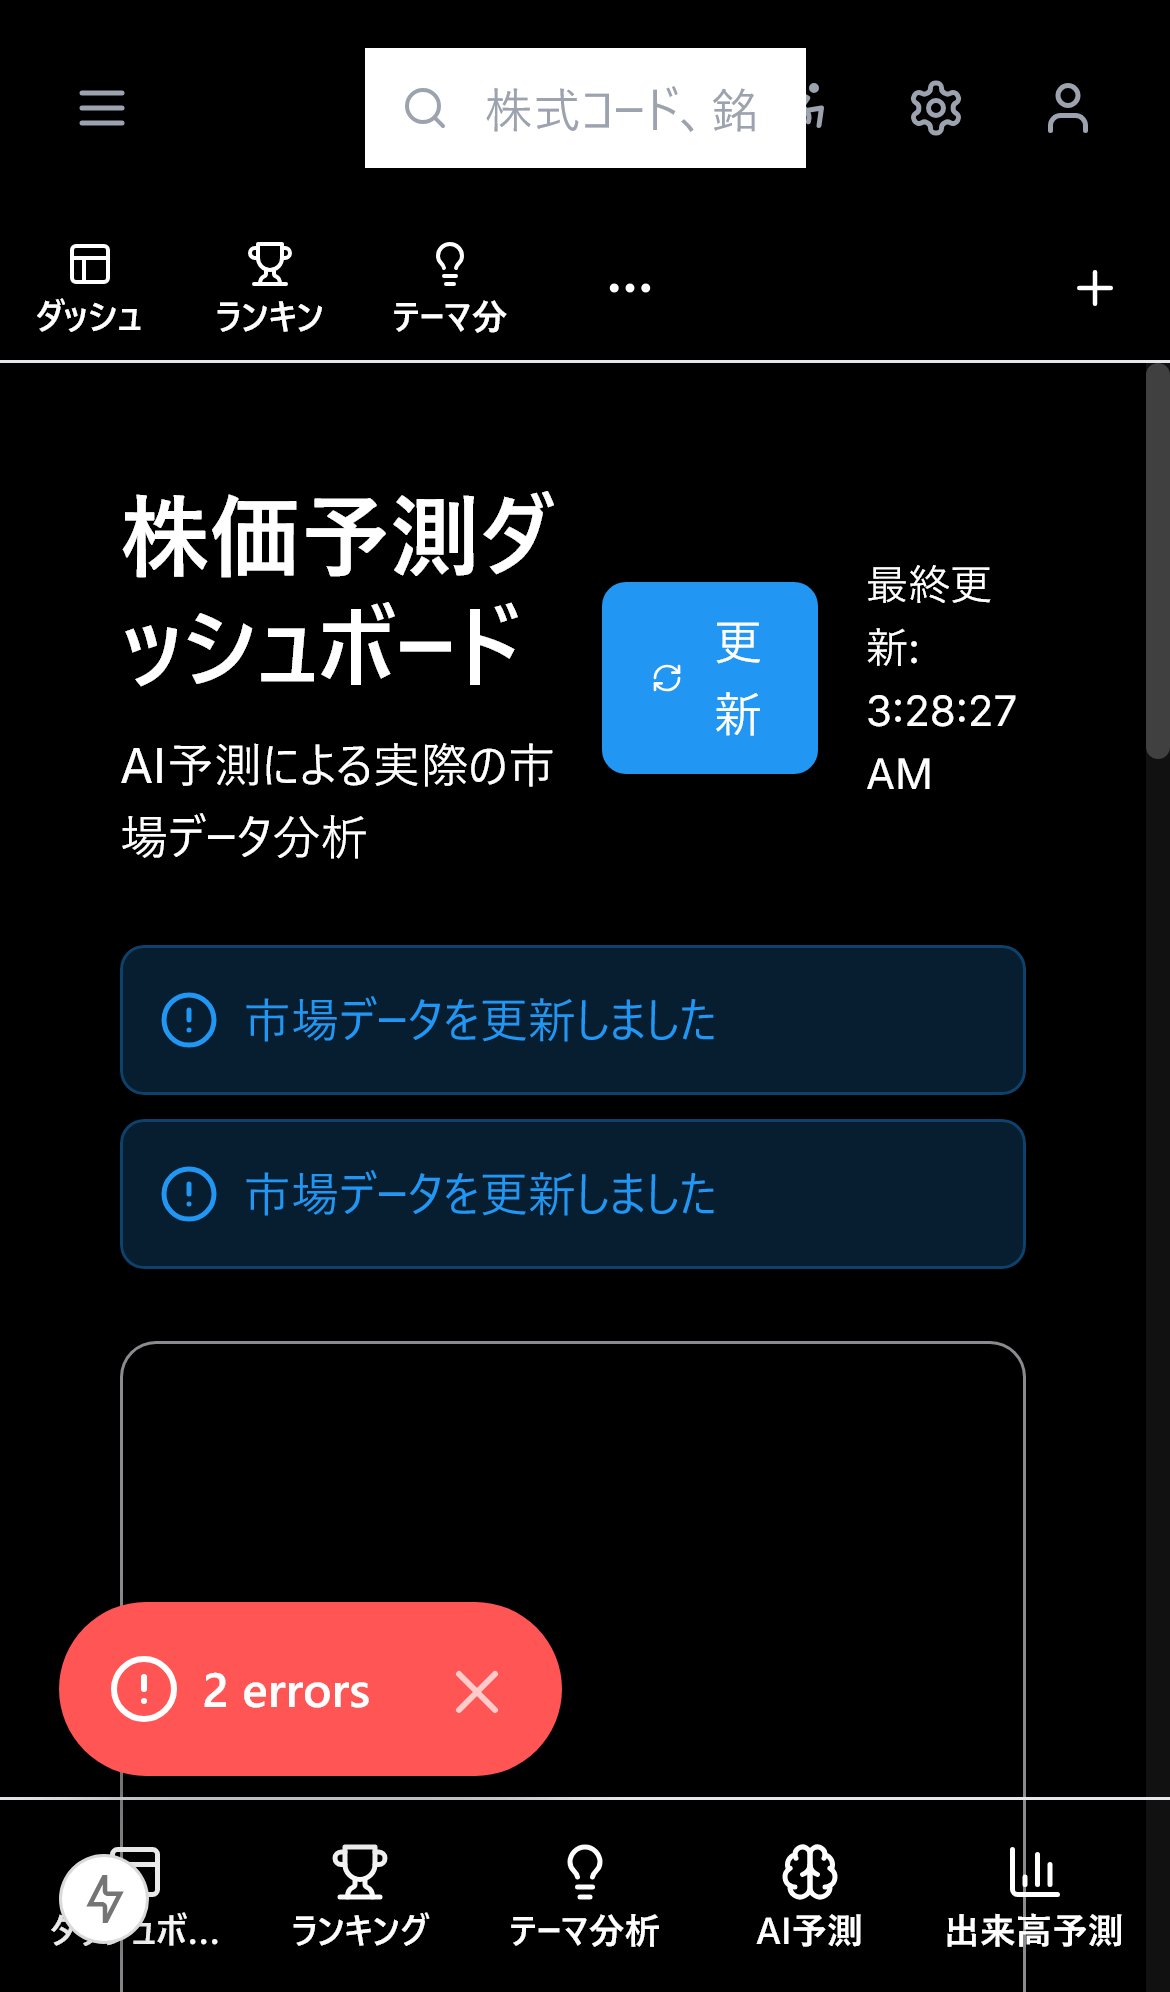 株式コード、銘
ダッシュ
ランキン
テーマ分
株価予測ダ
ッシュボード
AI予測による実際の市
場データ分析
更
新
最終更
新:
3:28:27
AM
市場データを更新しました
市場データを更新しました
2 errors
ランキング
テーマ分析
AI予測
出来高予測